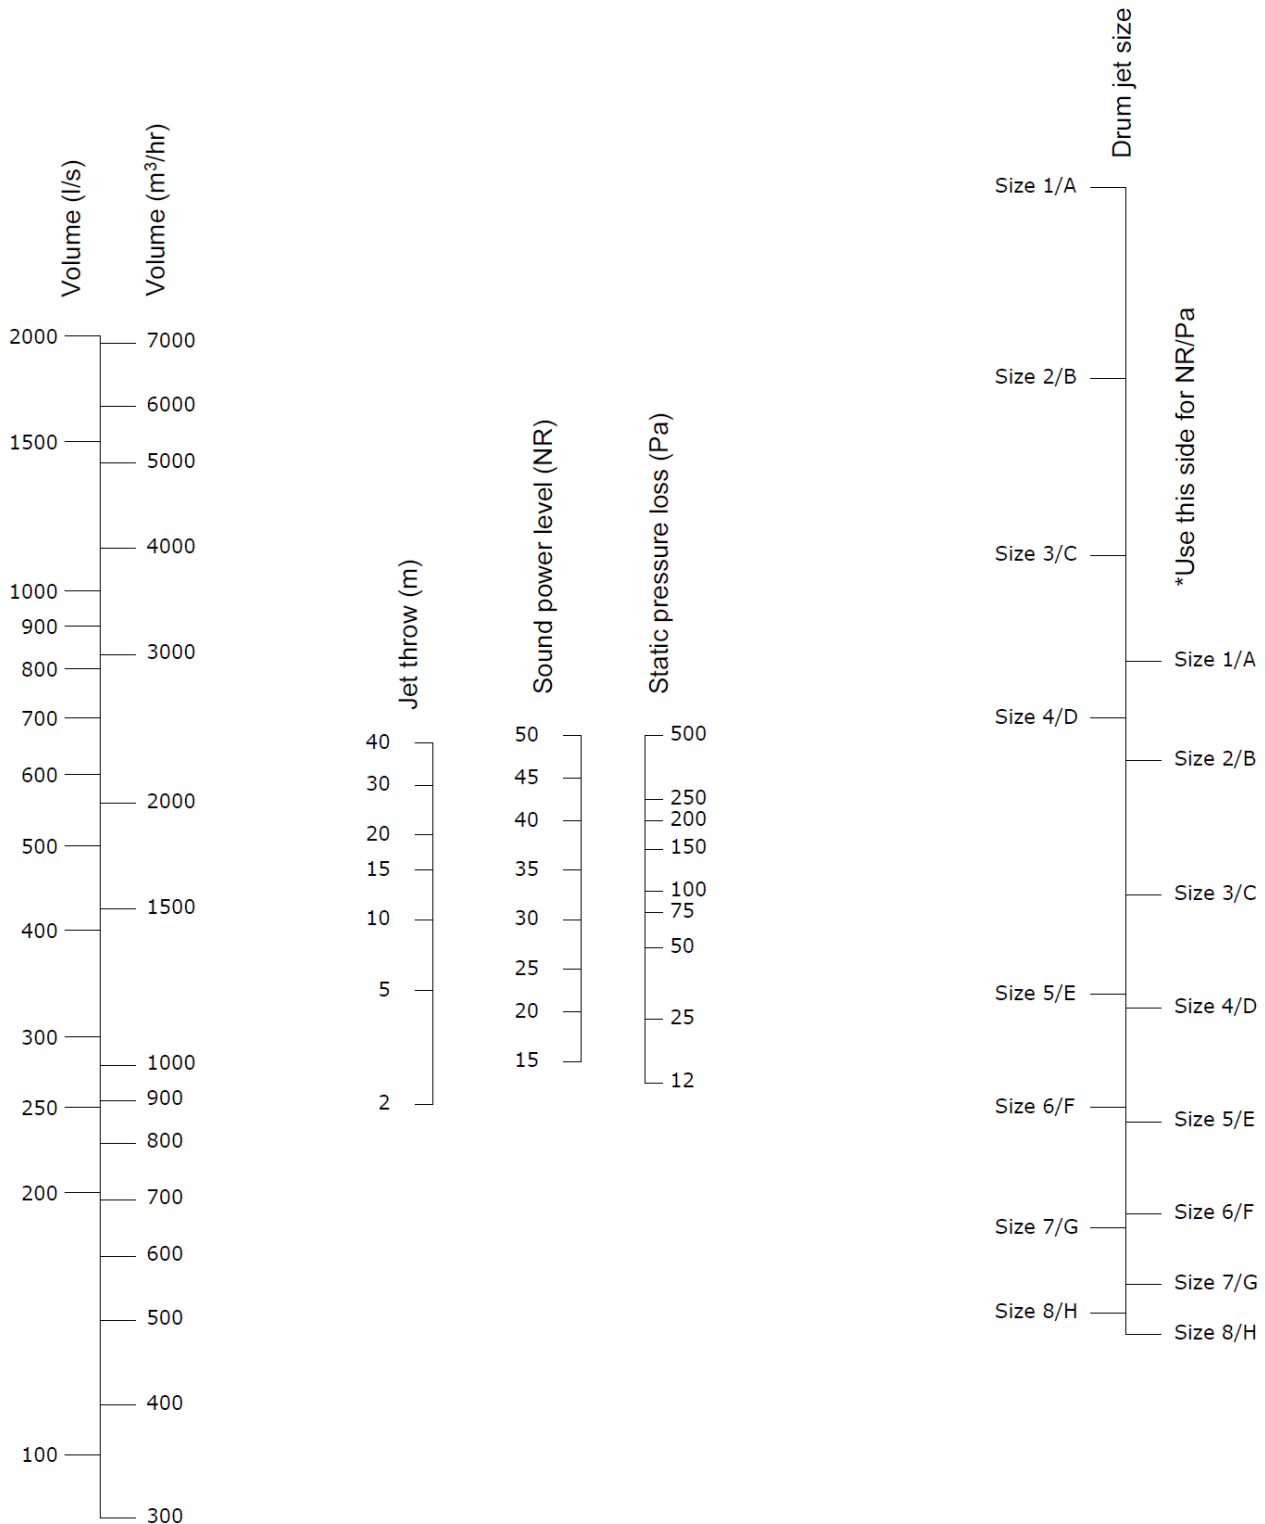 Drum jet size
Volume (l/s)
Volume (m³/hr)
Size 1/A
*Use this side for NR/Pa
2000
7000
Size 2/B
6000
Sound power level (NR)
Static pressure loss (Pa)
1500
5000
4000
Size 3/C
Jet throw (m)
1000
900
3000
Size 1/A
800
700
Size 4/D
40
50
500
Size 2/B
600
30
45
250
2000
20
40
200
500
15
35
150
100
Size 3/C
1500
10
30
75
400
50
25
5
Size 5/E
20
25
Size 4/D
300
1000
15
12
900
250
2
Size 6/F
Size 5/E
800
200
700
Size 6/F
Size 7/G
600
Size 7/G
500
Size 8/H
Size 8/H
400
100
300